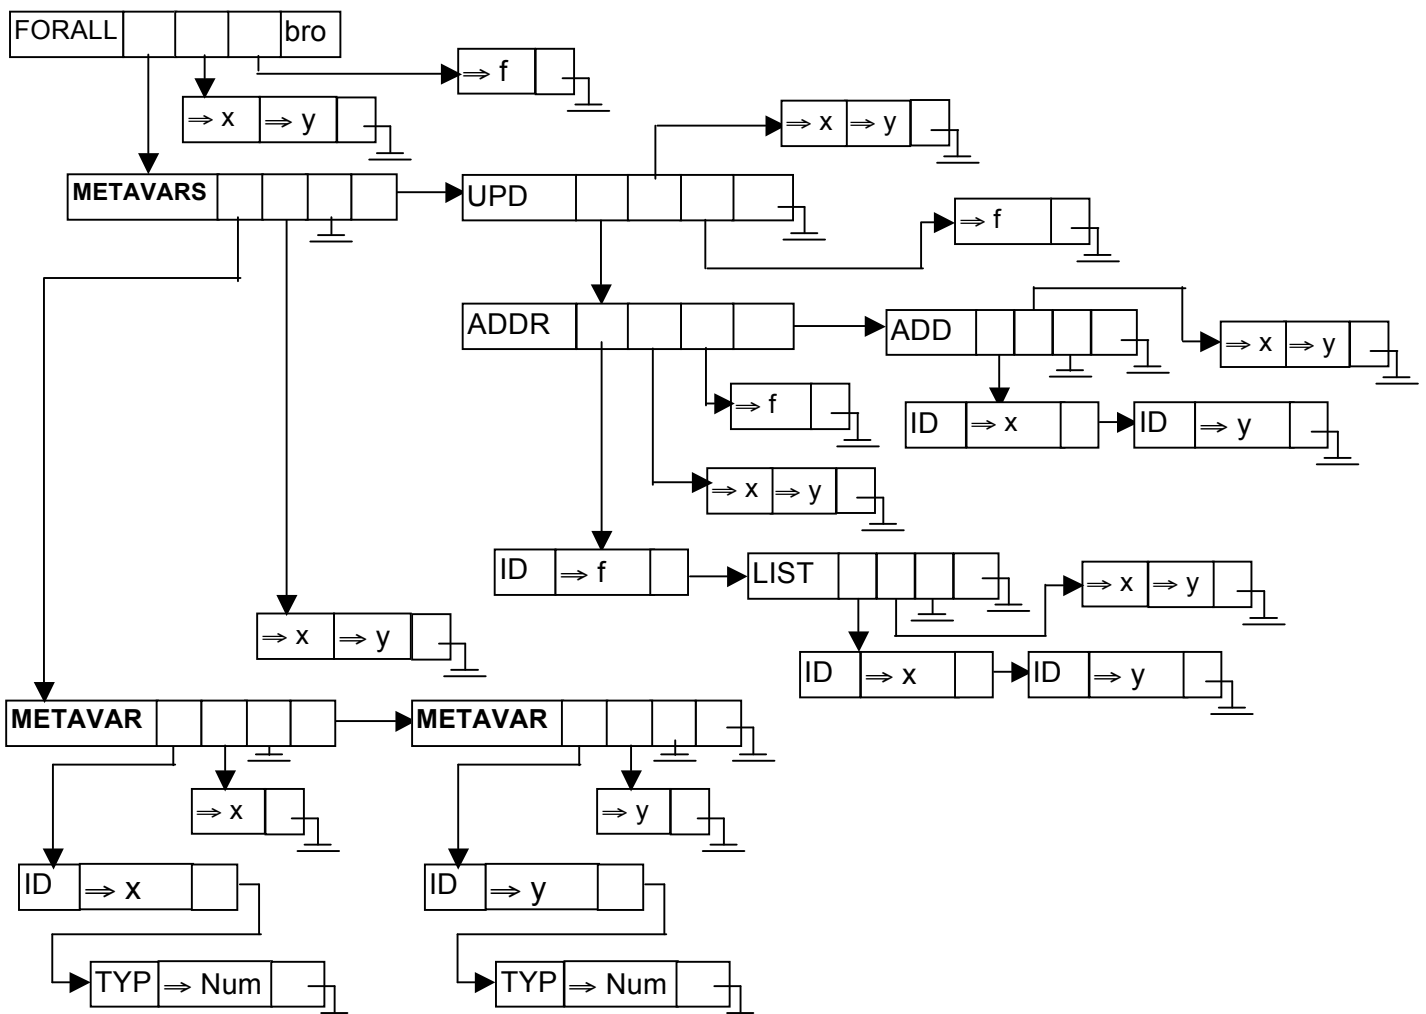 FORALL bro
⇒ f
⇒ x ⇒ y
⇒ x ⇒ y
METAVARS UPD
⇒ f
ADDR ADD
⇒ x ⇒ y
⇒ f
ID ⇒ x ID ⇒ y
⇒ x ⇒ y
ID ⇒ f LIST
⇒ x ⇒ y
⇒ x ⇒ y
ID ⇒ x ID ⇒ y
METAVAR METAVAR
⇒ x ⇒ y
ID ⇒ x ID ⇒ y
TYP ⇒ Num TYP ⇒ Num